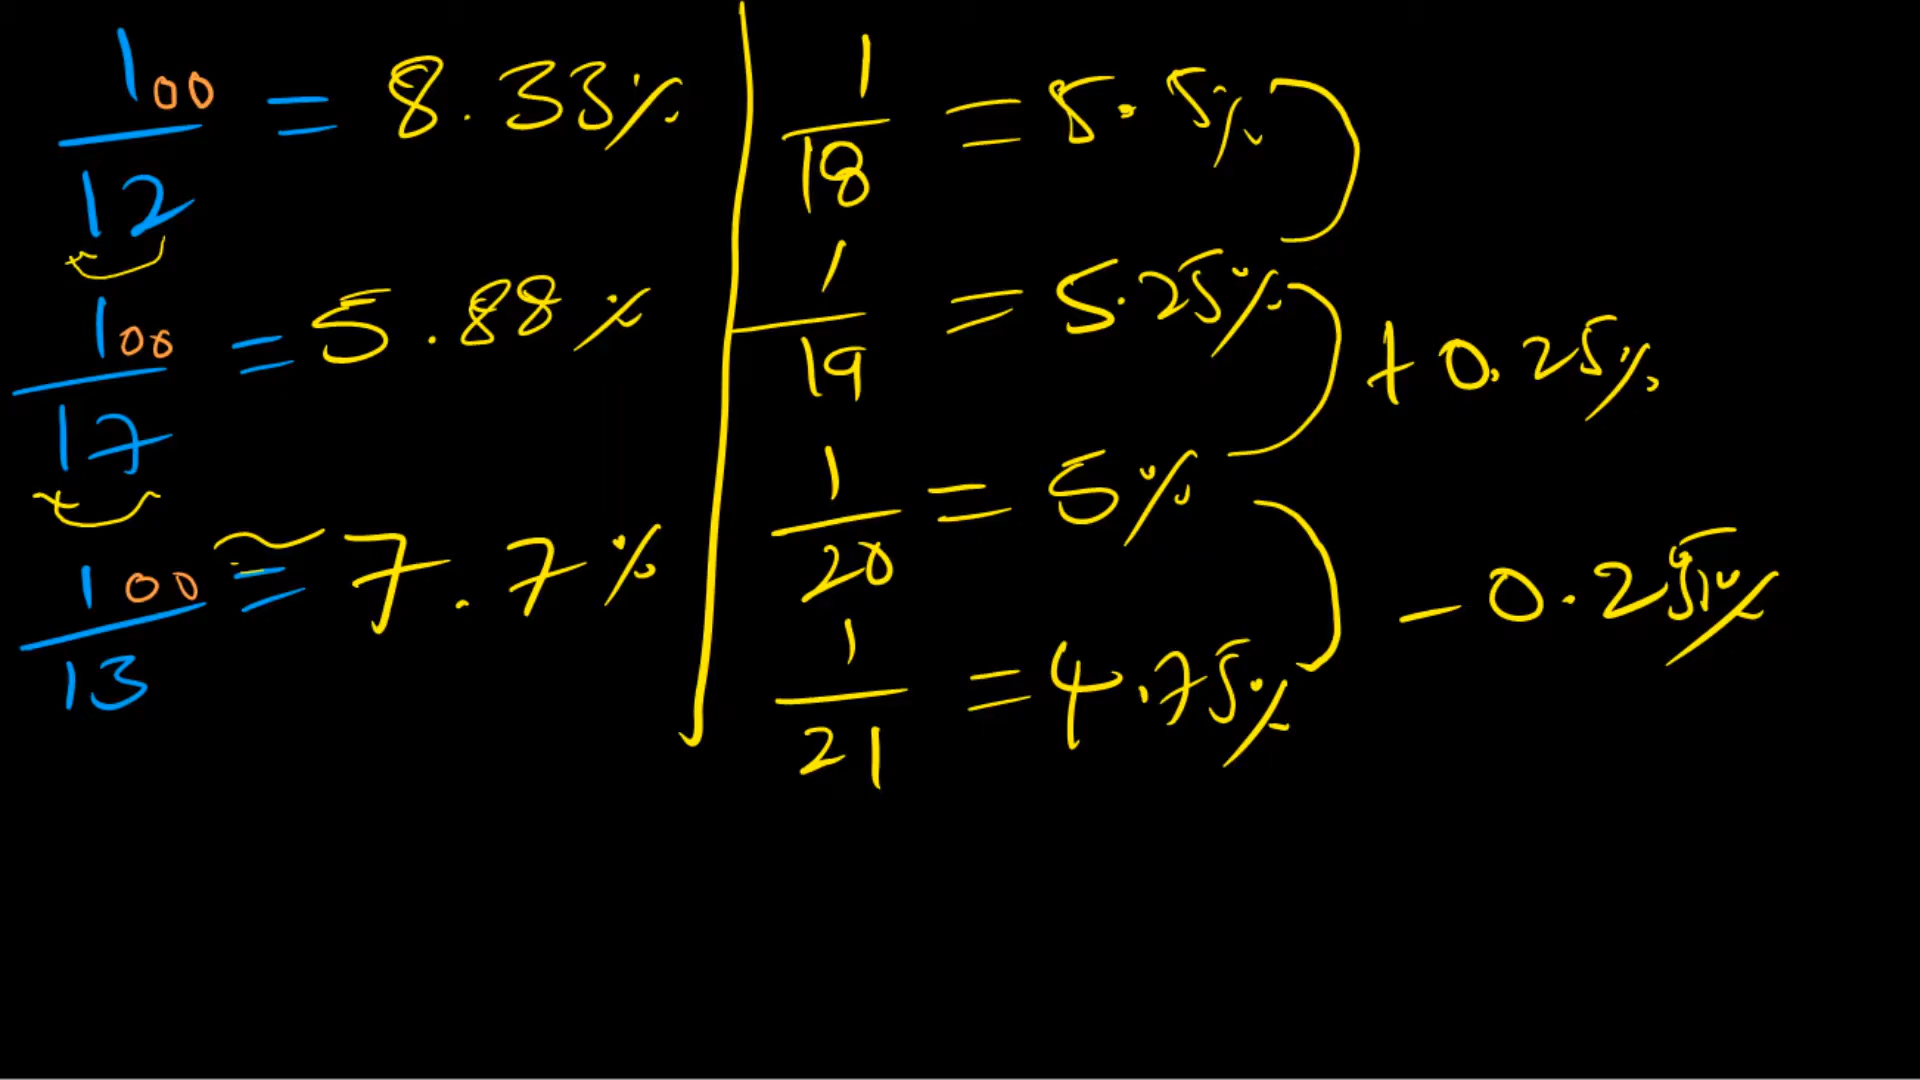 100/12 = 8.33%
100/17 = 5.88%
100/13 ≅ 7.7%
1/18 = 5.5%
1/19 = 5.25%
+0.25%
1/20 = 5%
1/21 = 4.75%
-0.25%